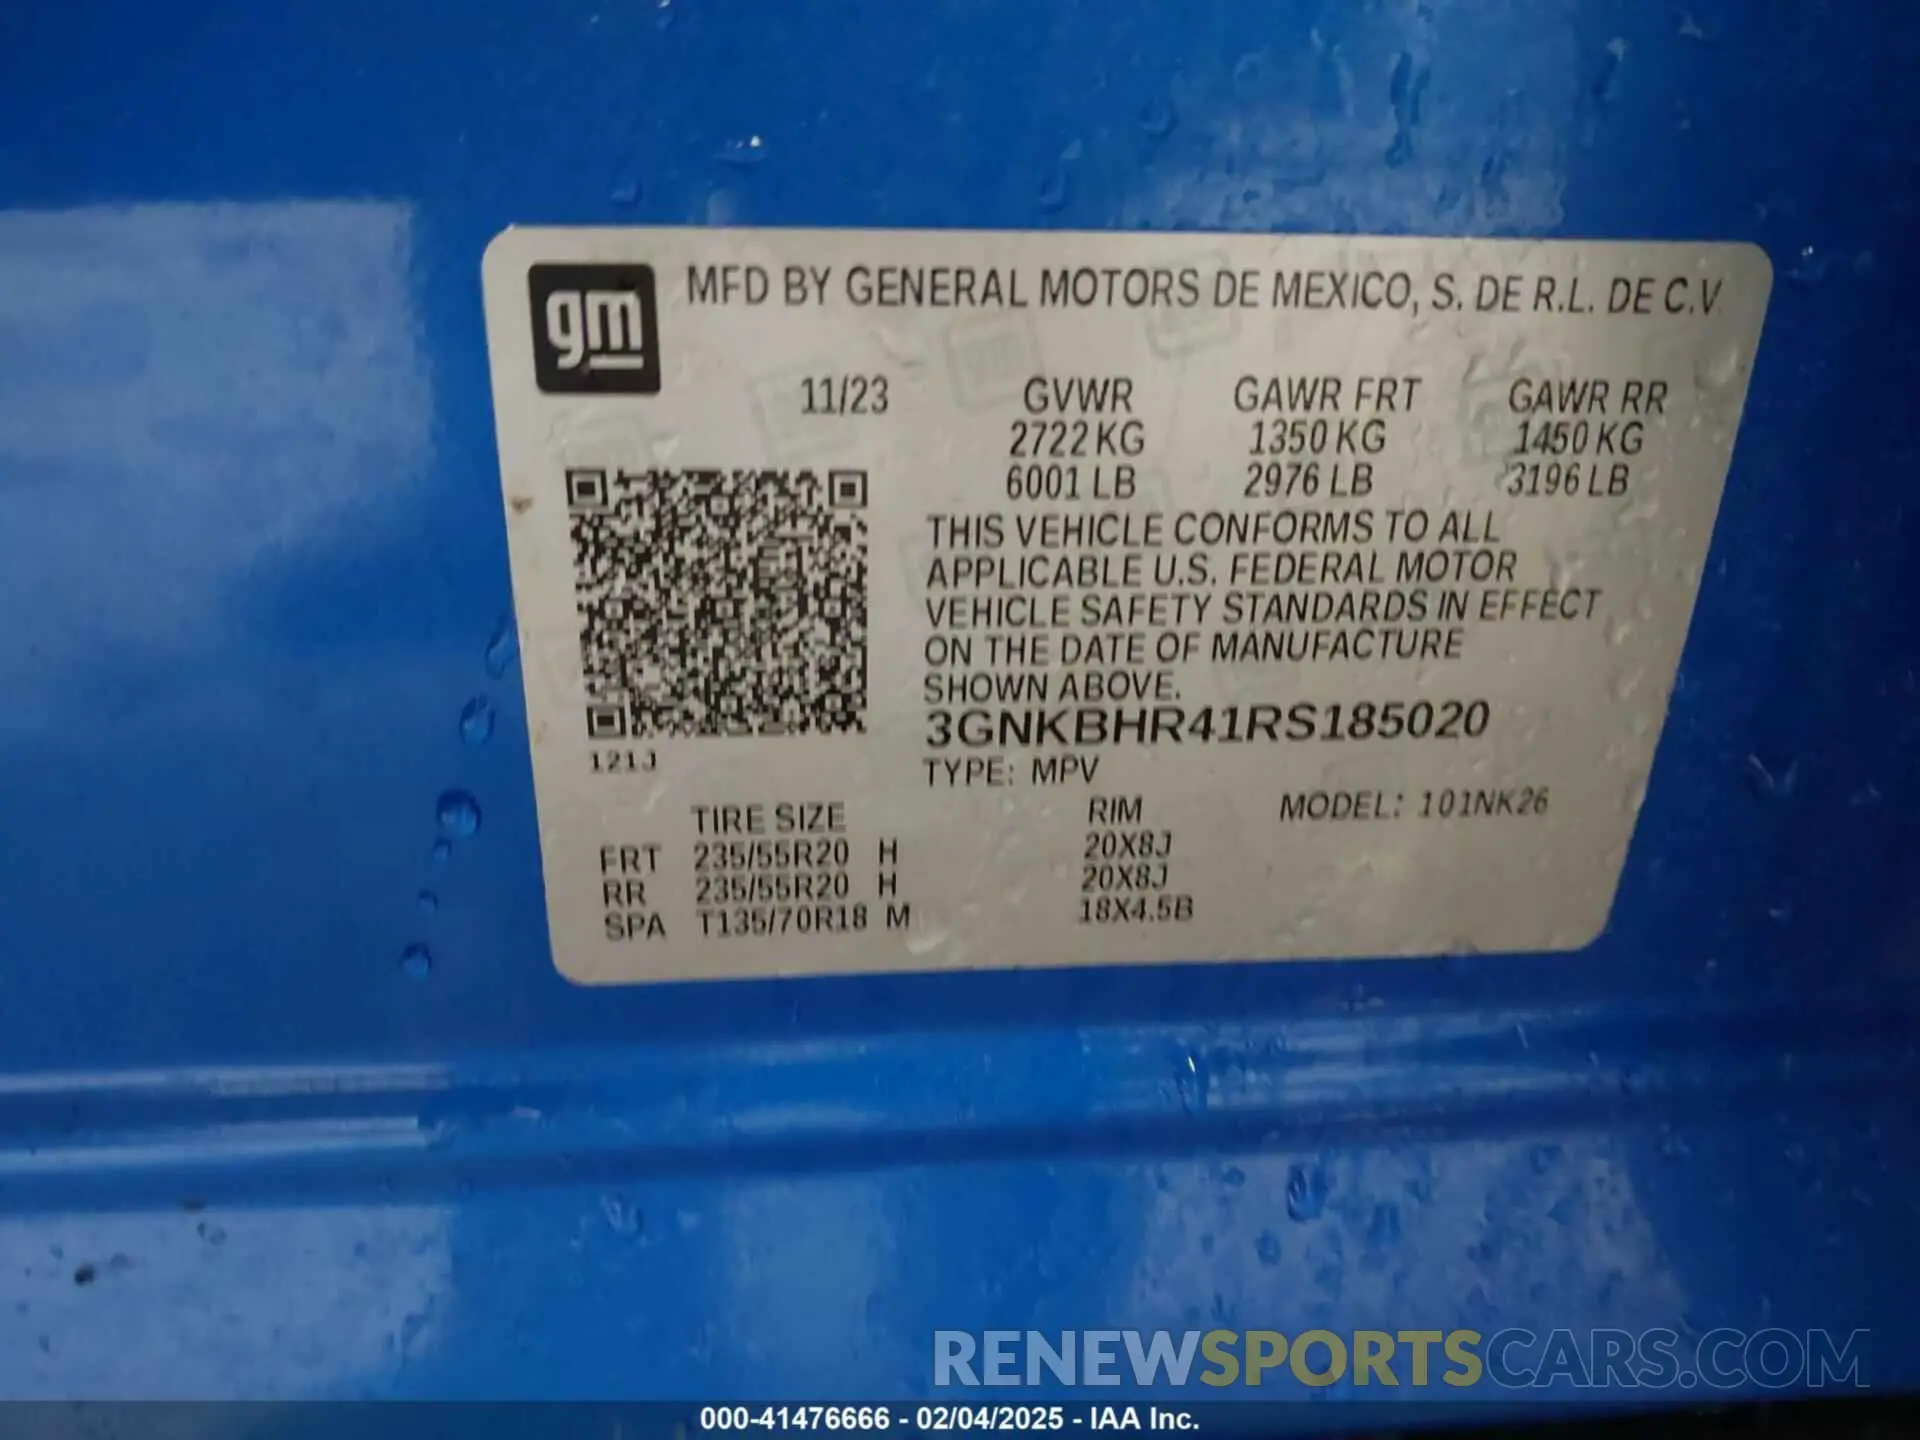 gm
MFD BY GENERAL MOTORS DE MEXICO, S. DE R.L. DE C.V
11/23 GVWR GAWR FRT GAWR RR
2722 KG 1350 KG 1450 KG
6001 LB 2976 LB 3196 LB
THIS VEHICLE CONFORMS TO ALL
APPLICABLE U.S. FEDERAL MOTOR
VEHICLE SAFETY STANDARDS IN EFFECT
ON THE DATE OF MANUFACTURE
SHOWN ABOVE.
3GNKBHR41RS185020
121J
TYPE: MPV
TIRE SIZE RIM MODEL: 101NK26
FRT 235/55R20 H 20X8J
RR 235/55R20 H 20X8J
SPA T135/70R18 M 18X4.5B
RENEWSPORTSCARS.COM
000-41476666 - 02/04/2025 - IAA Inc.